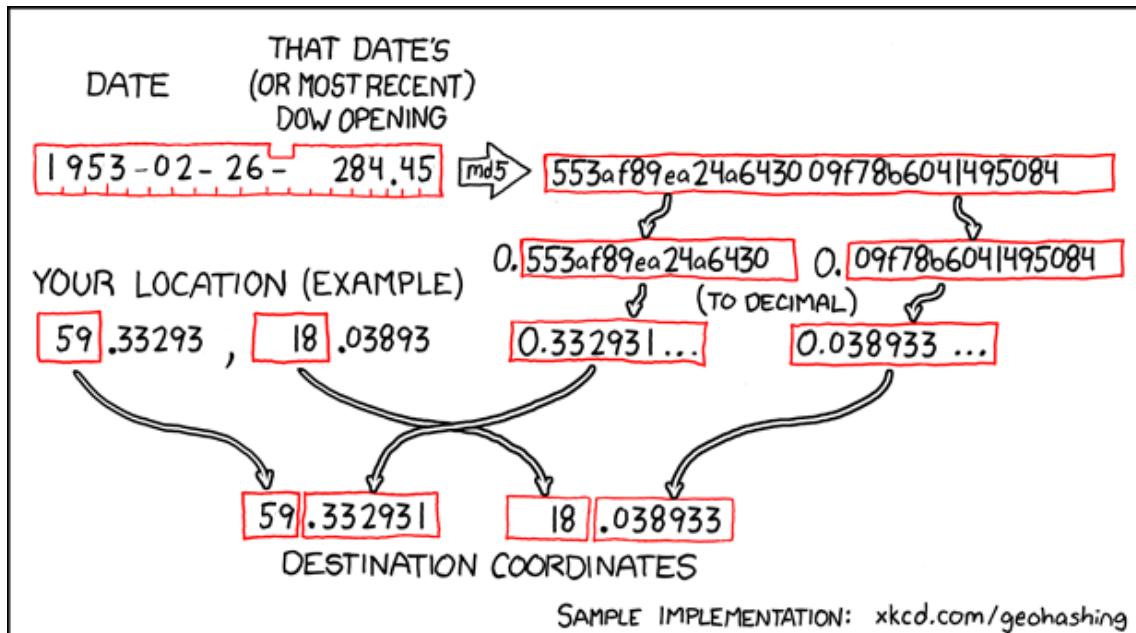 THAT DATE'S
DATE (OR MOST RECENT)
DOW OPENING
1953-02-26- 284.45 md5 553af89ea24a6430 09f78b6041495084
0. 553af89ea24a6430 0. 09f78b6041495084
YOUR LOCATION (EXAMPLE) (TO DECIMAL)
59 .33293 , 18 .03893 0.332931... 0.038933 ...
59 .332931 18 .038933
DESTINATION COORDINATES
SAMPLE IMPLEMENTATION: xkcd.com/geohashing